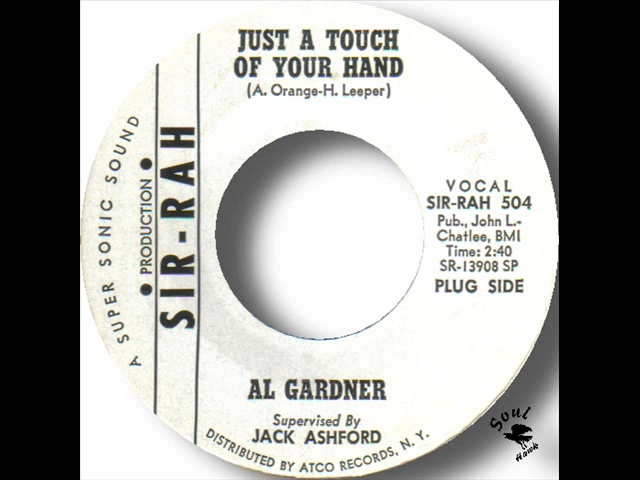 JUST A TOUCH
OF YOUR HAND
(A. Orange-H. Leeper)
A SUPER SONIC SOUND
• PRODUCTION •
SIR-RAH
VOCAL
SIR-RAH 504
Pub., John L.-
Chatlee, BMI
Time: 2:40
SR-13908 SP
PLUG SIDE
AL GARDNER
Supervised By
JACK ASHFORD
DISTRIBUTED BY ATCO RECORDS, N.Y.
Soul
Hawk